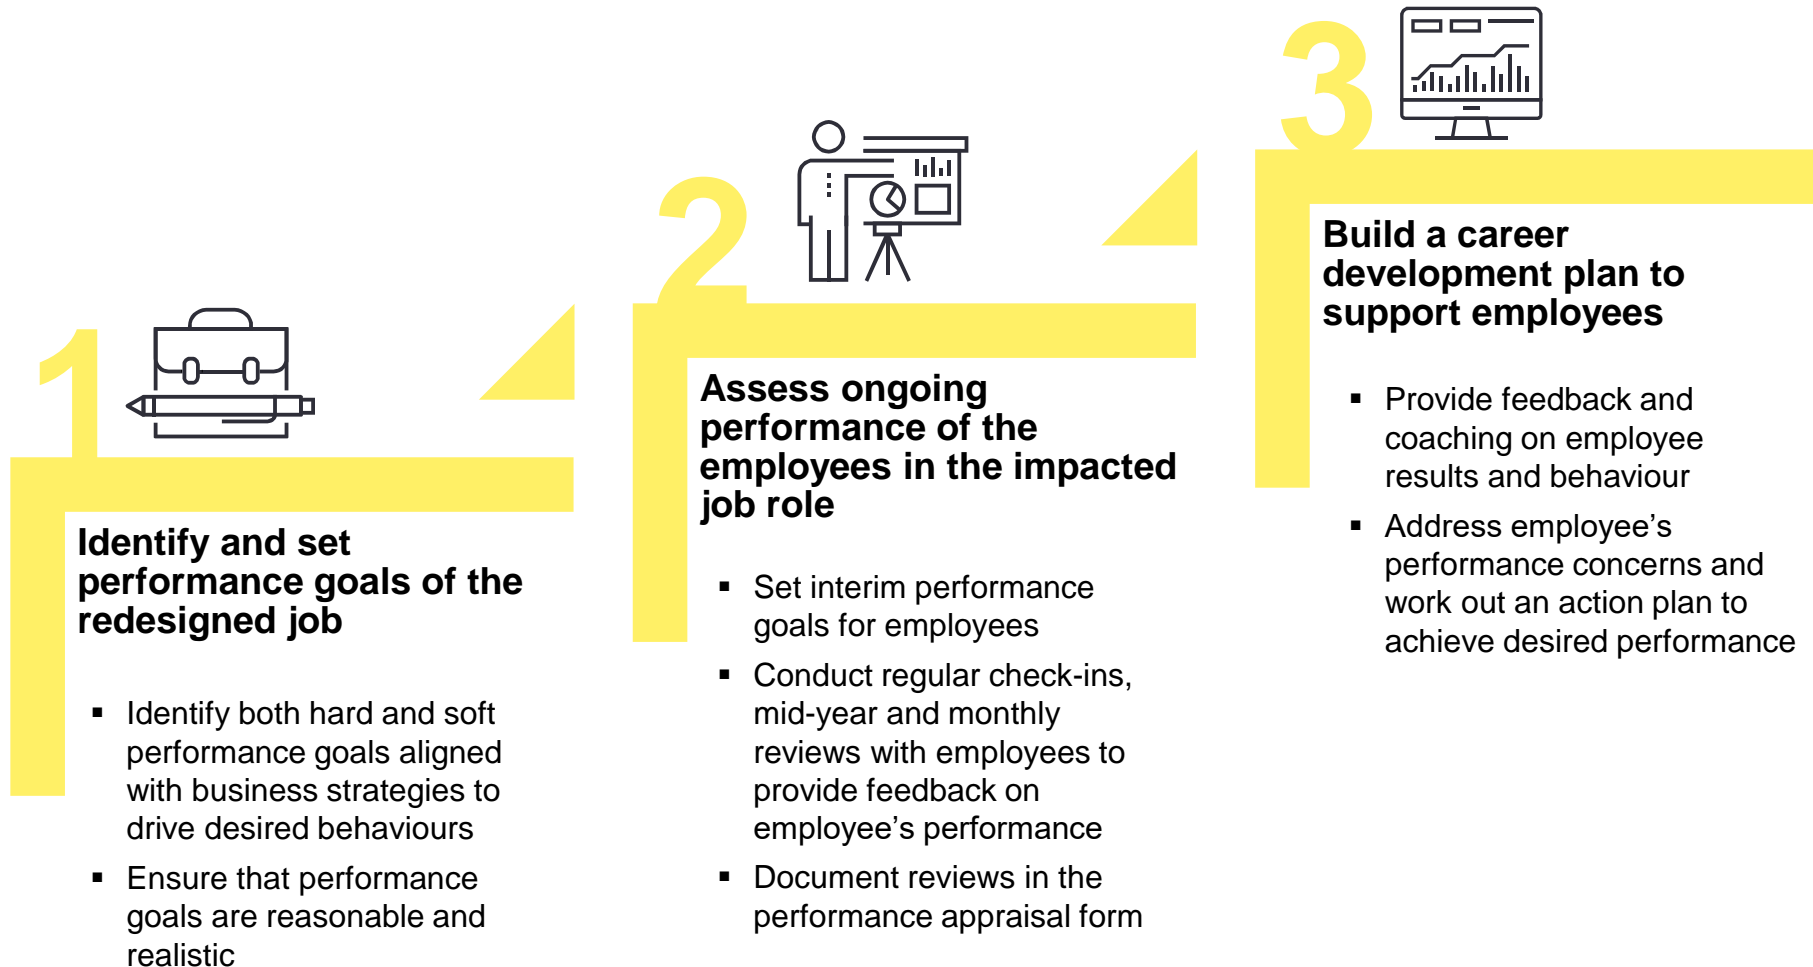 1
Identify and set
performance goals of the
redesigned job
▪ Identify both hard and soft
performance goals aligned
with business strategies to
drive desired behaviours
▪ Ensure that performance
goals are reasonable and
realistic
2
Assess ongoing
performance of the
employees in the impacted
job role
▪ Set interim performance
goals for employees
▪ Conduct regular check-ins,
mid-year and monthly
reviews with employees to
provide feedback on
employee’s performance
▪ Document reviews in the
performance appraisal form
3
Build a career
development plan to
support employees
▪ Provide feedback and
coaching on employee
results and behaviour
▪ Address employee’s
performance concerns and
work out an action plan to
achieve desired performance